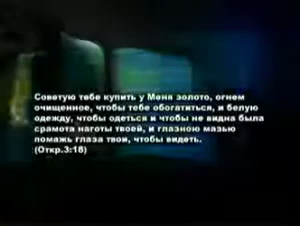 Советую тебе купить у Меня золото, огнем
очищенное, чтобы тебе обогатиться, и белую
одежду, чтобы одеться и чтобы не видна была
срамота наготы твоей, и глазною мазью
помажь глаза твои, чтобы видеть.
(Откр.3:18)